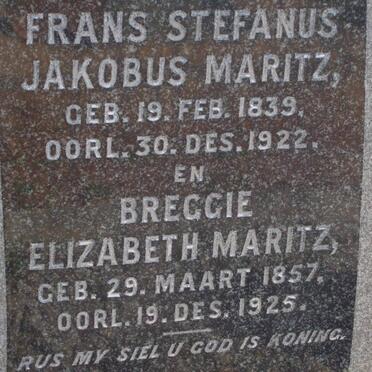 FRANS STEFANUS
JAKOBUS MARITZ,
GEB. 19. FEB. 1839,
OORL. 30. DES. 1922.
EN
BREGGIE
ELIZABETH MARITZ,
GEB. 29. MAART 1857,
OORL. 19. DES. 1925.
RUS MY SIEL U GOD IS KONING.